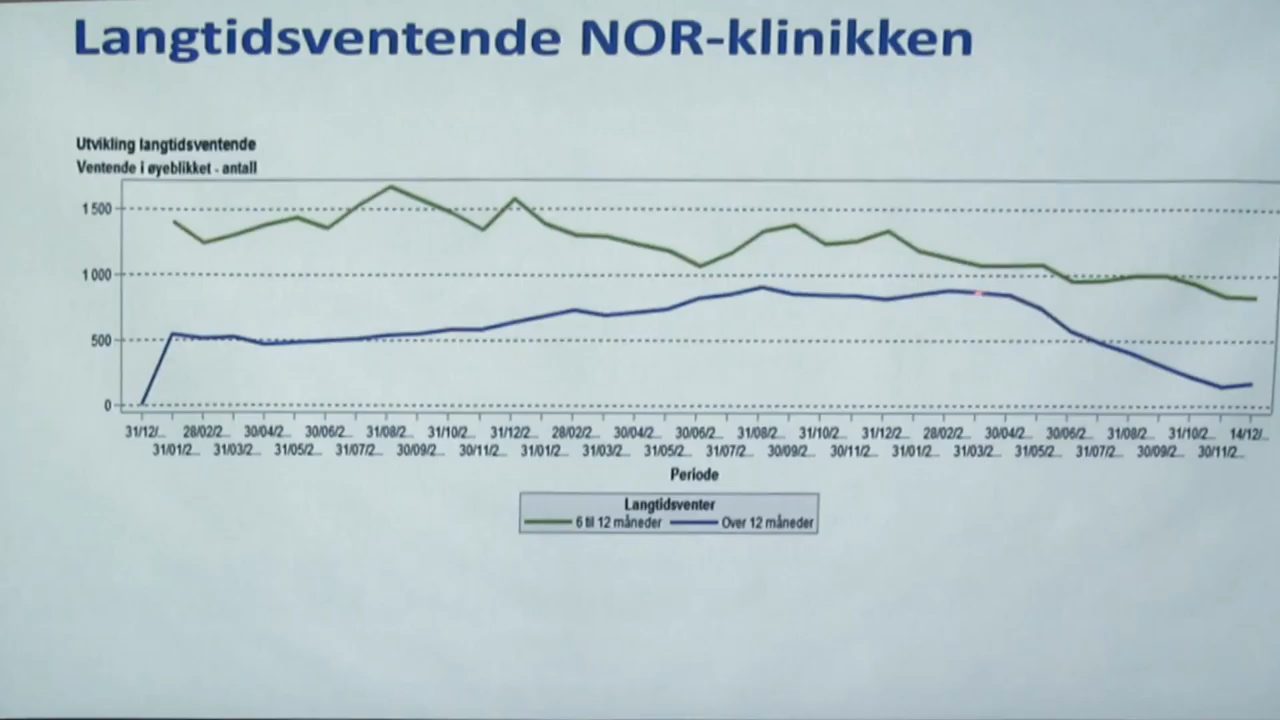 Langtidsventende NOR-klinikken
Utvikling langtidsventende
Ventende i øyeblikket - antall
1 500
1 000
500
0
31/12/... 28/02/2... 30/04/2... 30/06/2... 31/08/2... 31/10/2... 31/12/2... 28/02/2... 30/04/2... 30/06/2... 31/08/2... 31/10/2... 31/12/2... 28/02/2... 30/04/2... 30/06/2... 31/08/2... 31/10/2... 14/12/...
31/01/2... 31/03/2... 31/05/2... 31/07/2... 30/09/2... 30/11/2... 31/01/2... 31/03/2... 31/05/2... 31/07/2... 30/09/2... 30/11/2... 31/01/2... 31/03/2... 31/05/2... 31/07/2... 30/09/2... 30/11/2...
Periode
Langtidsventer
6 til 12 måneder Over 12 måneder